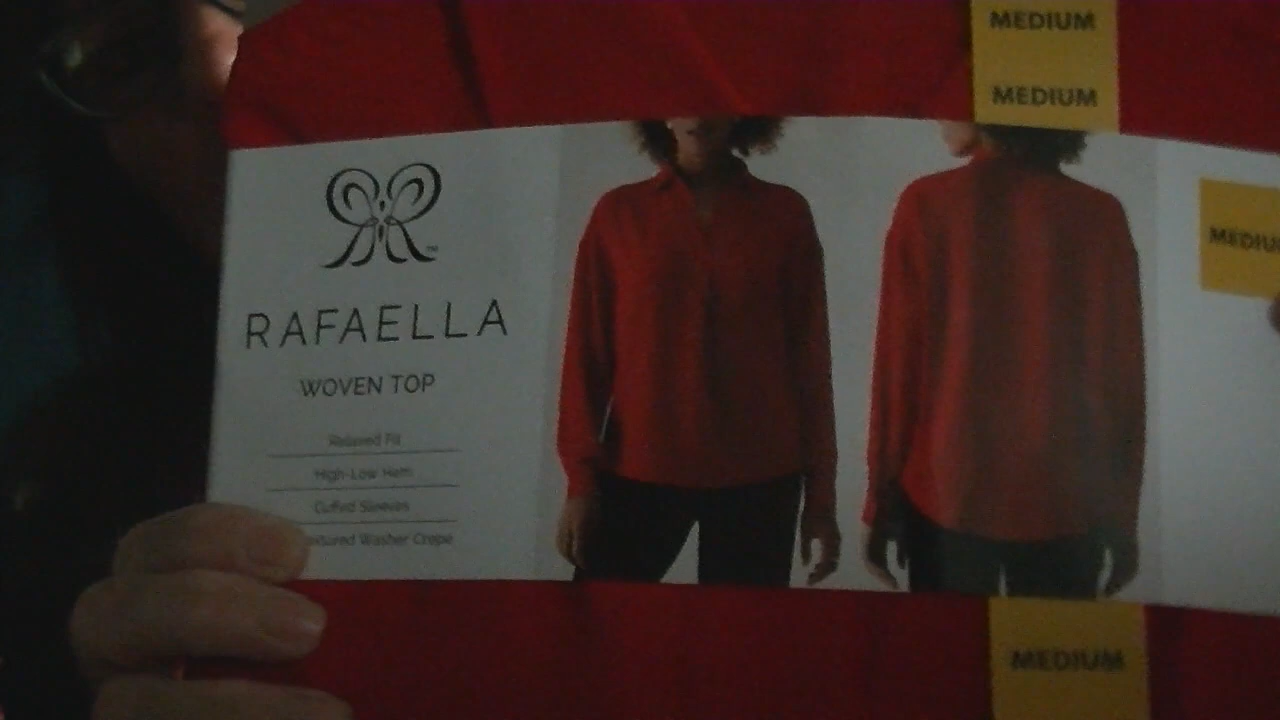 MEDIUM
MEDIUM
RAFAELLA
WOVEN TOP
Relaxed Fit
High-Low Hem
Cuffed Sleeves
Washer Crepe
MEDIUM